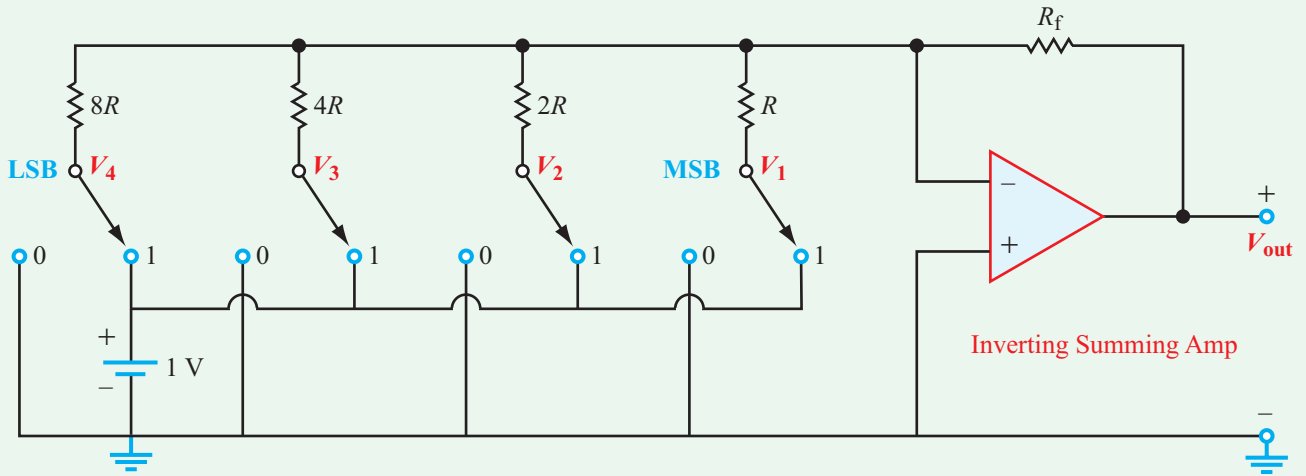 Rf
8R 4R 2R R
LSB V4 V3 V2 MSB V1
−
+
0 1 0 1 0 1 0 1
+
Vout
+
1 V
−
Inverting Summing Amp
−